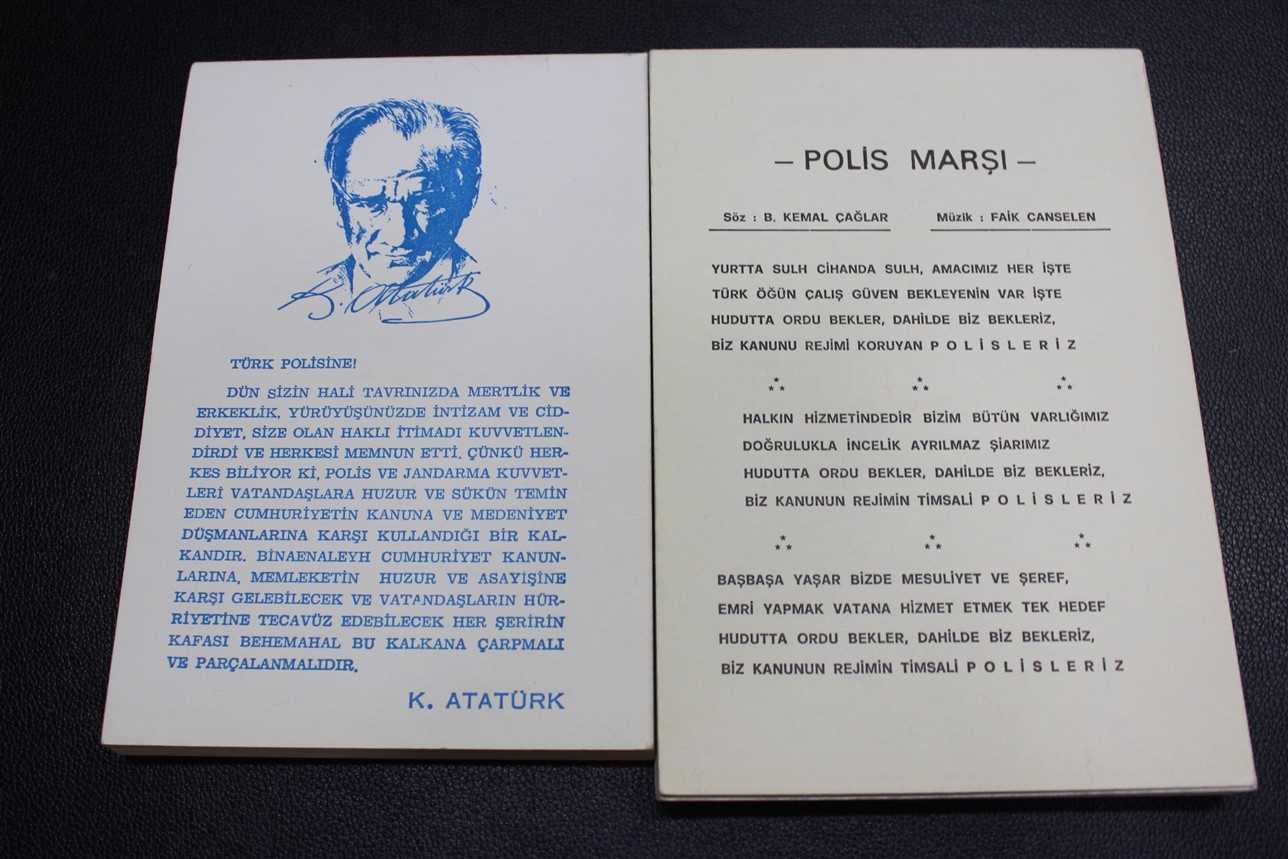 K. Atatürk
TÜRK POLİSİNE!
DÜN SİZİN HALİ TAVRINIZDA MERTLİK VE
ERKEKLİK, YÜRÜYÜŞÜNÜZDE İNTİZAM VE CİD-
DİYET, SİZE OLAN HAKLI İTİMADI KUVVETLEN-
DİRDİ VE HERKESİ MEMNUN ETTİ. ÇÜNKÜ HER-
KES BİLİYOR Kİ, POLİS VE JANDARMA KUVVET-
LERİ VATANDAŞLARA HUZUR VE SÜKÜN TEMİN
EDEN CUMHURİYETİN KANUNA VE MEDENİYET
DÜŞMANLARINA KARŞI KULLANDIĞI BİR KAL-
KANDIR. BİNAENALEYH CUMHURİYET KANUN-
LARINA, MEMLEKETİN HUZUR VE ASAYİŞİNE
KARŞI GELEBİLECEK VE VATANDAŞLARIN HÜR-
RİYETİNE TECAVÜZ EDEBİLECEK HER ŞERİRİN
KAFASI BEHEMAHAL BU KALKANA ÇARPMALI
VE PARÇALANMALIDIR.
K. ATATÜRK
— POLİS MARŞI —
Söz : B. KEMAL ÇAĞLAR Müzik : FAİK CANSELEN
YURTTA SULH CİHANDA SULH, AMACIMIZ HER İŞTE
TÜRK ÖĞÜN ÇALIŞ GÜVEN BEKLEYENİN VAR İŞTE
HUDUTTA ORDU BEKLER, DAHİLDE BİZ BEKLERİZ,
BİZ KANUNU REJİMİ KORUYAN P O L İ S L E R İ Z
HALKIN HİZMETİNDEDİR BİZİM BÜTÜN VARLIĞIMIZ
DOĞRULUKLA İNCELİK AYRILMAZ ŞİARIMIZ
HUDUTTA ORDU BEKLER, DAHİLDE BİZ BEKLERİZ,
BİZ KANUNUN REJİMİN TİMSALİ P O L İ S L E R İ Z
BAŞBAŞA YAŞAR BİZDE MESULİYET VE ŞEREF,
EMRİ YAPMAK VATANA HİZMET ETMEK TEK HEDEF
HUDUTTA ORDU BEKLER, DAHİLDE BİZ BEKLERİZ,
BİZ KANUNUN REJİMİN TİMSALİ P O L İ S L E R İ Z